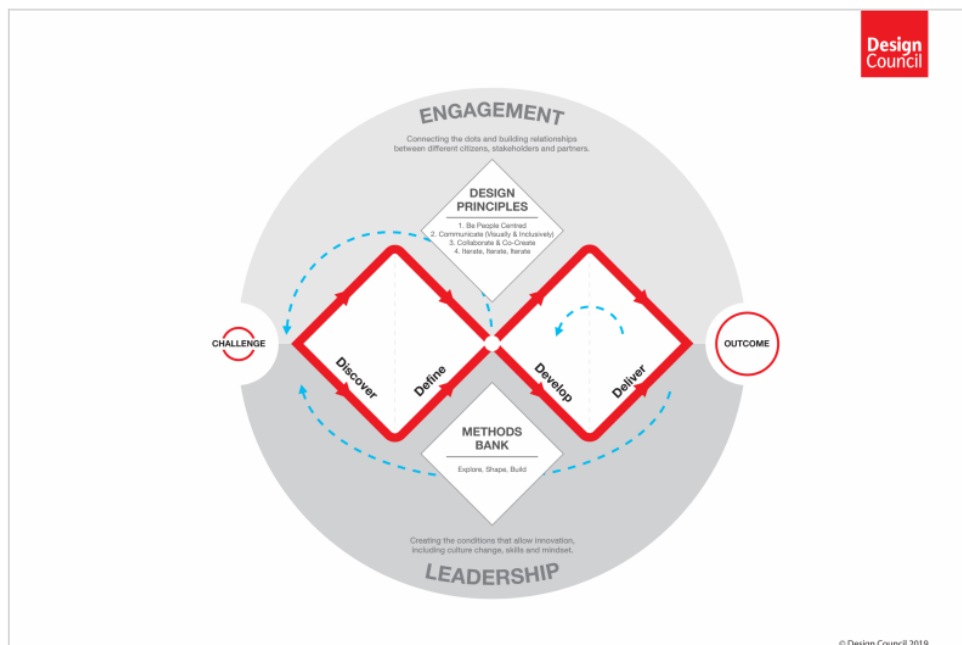 Design
Council
ENGAGEMENT
Connecting the dots and building relationships
between different citizens, stakeholders and partners.
DESIGN
PRINCIPLES
1. Be People Centred
2. Communicate (Visually & Inclusively)
3. Collaborate & Co-Create
4. Iterate, Iterate, Iterate
CHALLENGE
OUTCOME
Discover
Define
Develop
Deliver
METHODS
BANK
Explore, Shape, Build
Creating the conditions that allow innovation,
including culture change, skills and mindset.
LEADERSHIP
© Design Council 2019